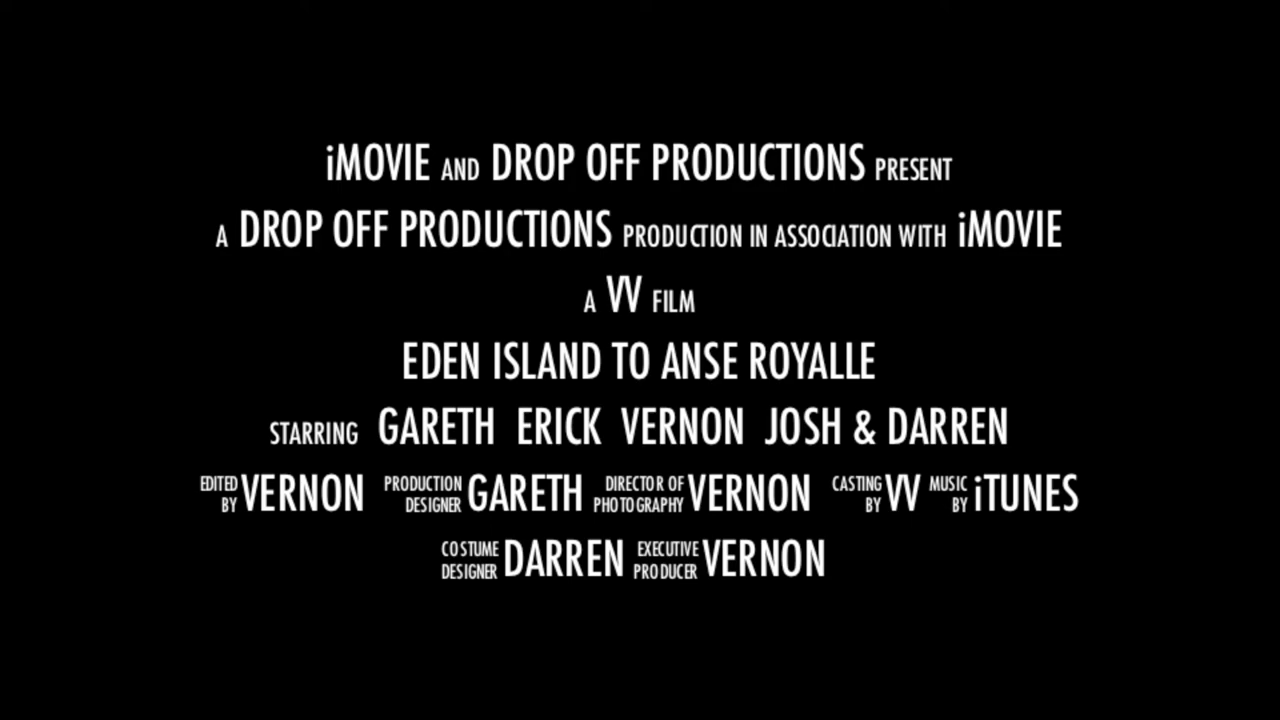 iMOVIE AND DROP OFF PRODUCTIONS PRESENT
A DROP OFF PRODUCTIONS PRODUCTION IN ASSOCIATION WITH iMOVIE
A VV FILM
EDEN ISLAND TO ANSE ROYALLE
STARRING GARETH ERICK VERNON JOSH & DARREN
EDITED BY VERNON PRODUCTION DESIGNER GARETH DIRECTOR OF PHOTOGRAPHY VERNON CASTING BY VV MUSIC BY iTUNES
COSTUME DESIGNER DARREN EXECUTIVE PRODUCER VERNON